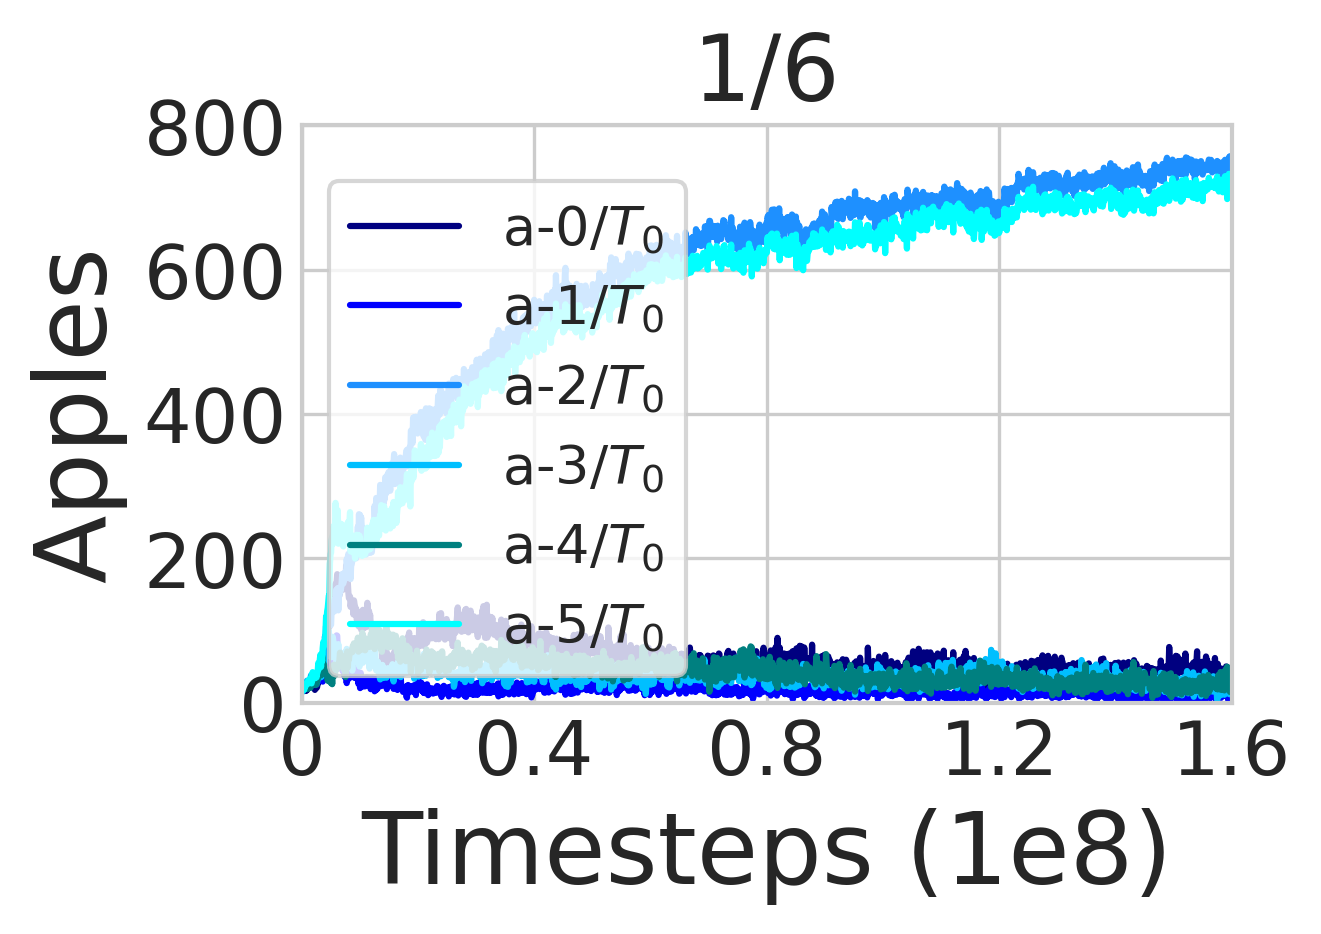 1/6
Apples
800
600
400
200
0
a-0/T₀
a-1/T₀
a-2/T₀
a-3/T₀
a-4/T₀
a-5/T₀
0 0.4 0.8 1.2 1.6
Timesteps (1e8)